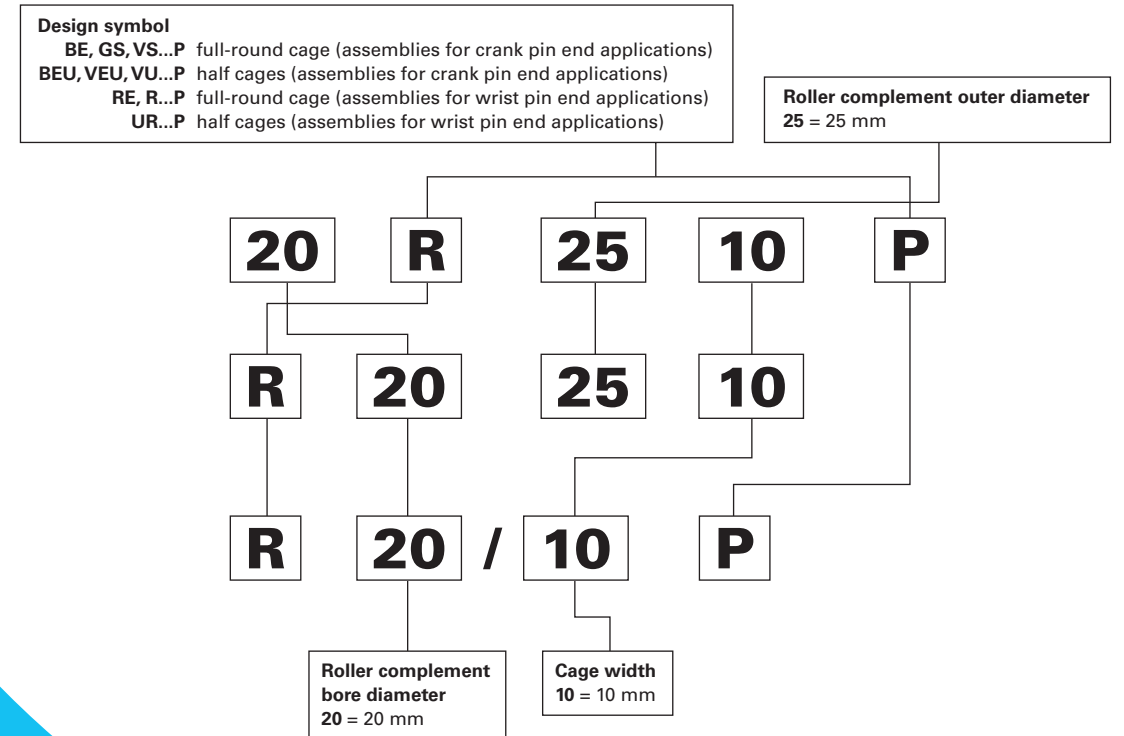 Design symbol
BE, GS, VS...P full-round cage (assemblies for crank pin end applications)
BEU, VEU, VU...P half cages (assemblies for crank pin end applications)
RE, R...P full-round cage (assemblies for wrist pin end applications)
UR...P half cages (assemblies for wrist pin end applications)
Roller complement outer diameter
25 = 25 mm
20 R 25 10 P
R 20 25 10
R 20 / 10 P
Roller complement
bore diameter
20 = 20 mm
Cage width
10 = 10 mm